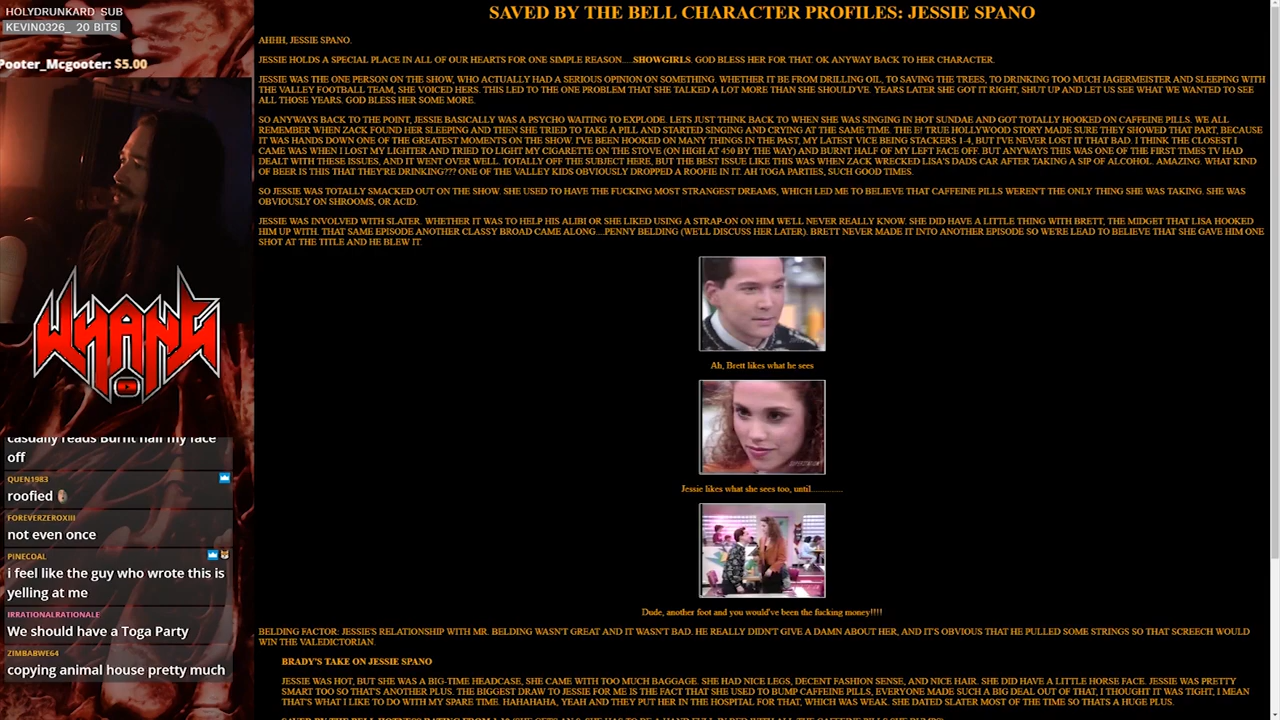 HOLYDRUNKARD SUB
KEVIN0326_ 20 BITS
Pooter_Mcgooter: $5.00
WHANG
casually reads Burnt half my face
off
QUEN1983
roofied
FOREVERZEROXIII
not even once
PINECOAL
i feel like the guy who wrote this is
yelling at me
IRRATIONALRATIONALE
We should have a Toga Party
ZIMBABWE64
copying animal house pretty much
SAVED BY THE BELL CHARACTER PROFILES: JESSIE SPANO
AHHH, JESSIE SPANO.
JESSIE HOLDS A SPECIAL PLACE IN ALL OF OUR HEARTS FOR ONE SIMPLE REASON.....SHOWGIRLS. GOD BLESS HER FOR THAT. OK ANYWAY BACK TO HER CHARACTER.
JESSIE WAS THE ONE PERSON ON THE SHOW, WHO ACTUALLY HAD A SERIOUS OPINION ON SOMETHING. WHETHER IT BE FROM DRILLING OIL, TO SAVING THE TREES, TO DRINKING TOO MUCH JAGERMEISTER AND SLEEPING WITH
THE VALLEY FOOTBALL TEAM, SHE VOICED HERS. THIS LED TO THE ONE PROBLEM THAT SHE TALKED A LOT MORE THAN SHE SHOULD'VE. YEARS LATER SHE GOT IT RIGHT, SHUT UP AND LET US SEE WHAT WE WANTED TO SEE
ALL THOSE YEARS. GOD BLESS HER SOME MORE.
SO ANYWAYS BACK TO THE POINT, JESSIE BASICALLY WAS A PSYCHO WAITING TO EXPLODE. LETS JUST THINK BACK TO WHEN SHE WAS SINGING IN HOT SUNDAE AND GOT TOTALLY HOOKED ON CAFFEINE PILLS. WE ALL
REMEMBER WHEN ZACK FOUND HER SLEEPING AND THEN SHE TRIED TO TAKE A PILL AND STARTED SINGING AND CRYING AT THE SAME TIME. THE E! TRUE HOLLYWOOD STORY MADE SURE THEY SHOWED THAT PART, BECAUSE
IT WAS HANDS DOWN ONE OF THE GREATEST MOMENTS ON THE SHOW. I'VE BEEN HOOKED ON MANY THINGS IN THE PAST, MY LATEST VICE BEING STACKERS 1-4, BUT I'VE NEVER LOST IT THAT BAD. I THINK THE CLOSEST I
CAME WAS WHEN I LOST MY LIGHTER AND TRIED TO LIGHT MY CIGARETTE ON THE STOVE (ON HIGH AT 450 BY THE WAY) AND BURNT HALF OF MY LEFT FACE OFF. BUT ANYWAYS THIS WAS ONE OF THE FIRST TIMES TV HAD
DEALT WITH THESE ISSUES, AND IT WENT OVER WELL. TOTALLY OFF THE SUBJECT HERE, BUT THE BEST ISSUE LIKE THIS WAS WHEN ZACK WRECKED LISA'S DADS CAR AFTER TAKING A SIP OF ALCOHOL. AMAZING. WHAT KIND
OF BEER IS THIS THAT THEY'RE DRINKING??? ONE OF THE VALLEY KIDS OBVIOUSLY DROPPED A ROOFIE IN IT. AH TOGA PARTIES, SUCH GOOD TIMES.
SO JESSIE WAS TOTALLY SMACKED OUT ON THE SHOW. SHE USED TO HAVE THE FUCKING MOST STRANGEST DREAMS, WHICH LED ME TO BELIEVE THAT CAFFEINE PILLS WEREN'T THE ONLY THING SHE WAS TAKING. SHE WAS
OBVIOUSLY ON SHROOMS, OR ACID.
JESSIE WAS INVOLVED WITH SLATER. WHETHER IT WAS TO HELP HIS ALIBI OR SHE LIKED USING A STRAP-ON ON HIM WE'LL NEVER REALLY KNOW. SHE DID HAVE A LITTLE THING WITH BRETT, THE MIDGET THAT LISA HOOKED
HIM UP WITH. THAT SAME EPISODE ANOTHER CLASSY BROAD CAME ALONG....PENNY BELDING (WE'LL DISCUSS HER LATER). BRETT NEVER MADE IT INTO ANOTHER EPISODE SO WE'RE LEAD TO BELIEVE THAT SHE GAVE HIM ONE
SHOT AT THE TITLE AND HE BLEW IT.
Ah, Brett likes what he sees
Jessie likes what she sees too, until...............
Dude, another foot and you would've been the fucking money!!!!
BELDING FACTOR: JESSIE'S RELATIONSHIP WITH MR. BELDING WASN'T GREAT AND IT WASN'T BAD. HE REALLY DIDN'T GIVE A DAMN ABOUT HER, AND IT'S OBVIOUS THAT HE PULLED SOME STRINGS SO THAT SCREECH WOULD
WIN THE VALEDICTORIAN.
BRADY'S TAKE ON JESSIE SPANO
JESSIE WAS HOT, BUT SHE WAS A BIG-TIME HEADCASE, SHE CAME WITH TOO MUCH BAGGAGE. SHE HAD NICE LEGS, DECENT FASHION SENSE, AND NICE HAIR. SHE DID HAVE A LITTLE HORSE FACE. JESSIE WAS PRETTY
SMART TOO SO THAT'S ANOTHER PLUS. THE BIGGEST DRAW TO JESSIE FOR ME IS THE FACT THAT SHE USED TO BUMP CAFFEINE PILLS, EVERYONE MADE SUCH A BIG DEAL OUT OF THAT, I THOUGHT IT WAS TIGHT, I MEAN
THAT'S WHAT I LIKE TO DO WITH MY SPARE TIME. HAHAHAHA, YEAH AND THEY PUT HER IN THE HOSPITAL FOR THAT, WHICH WAS WEAK. SHE DATED SLATER MOST OF THE TIME SO THATS A HUGE PLUS.